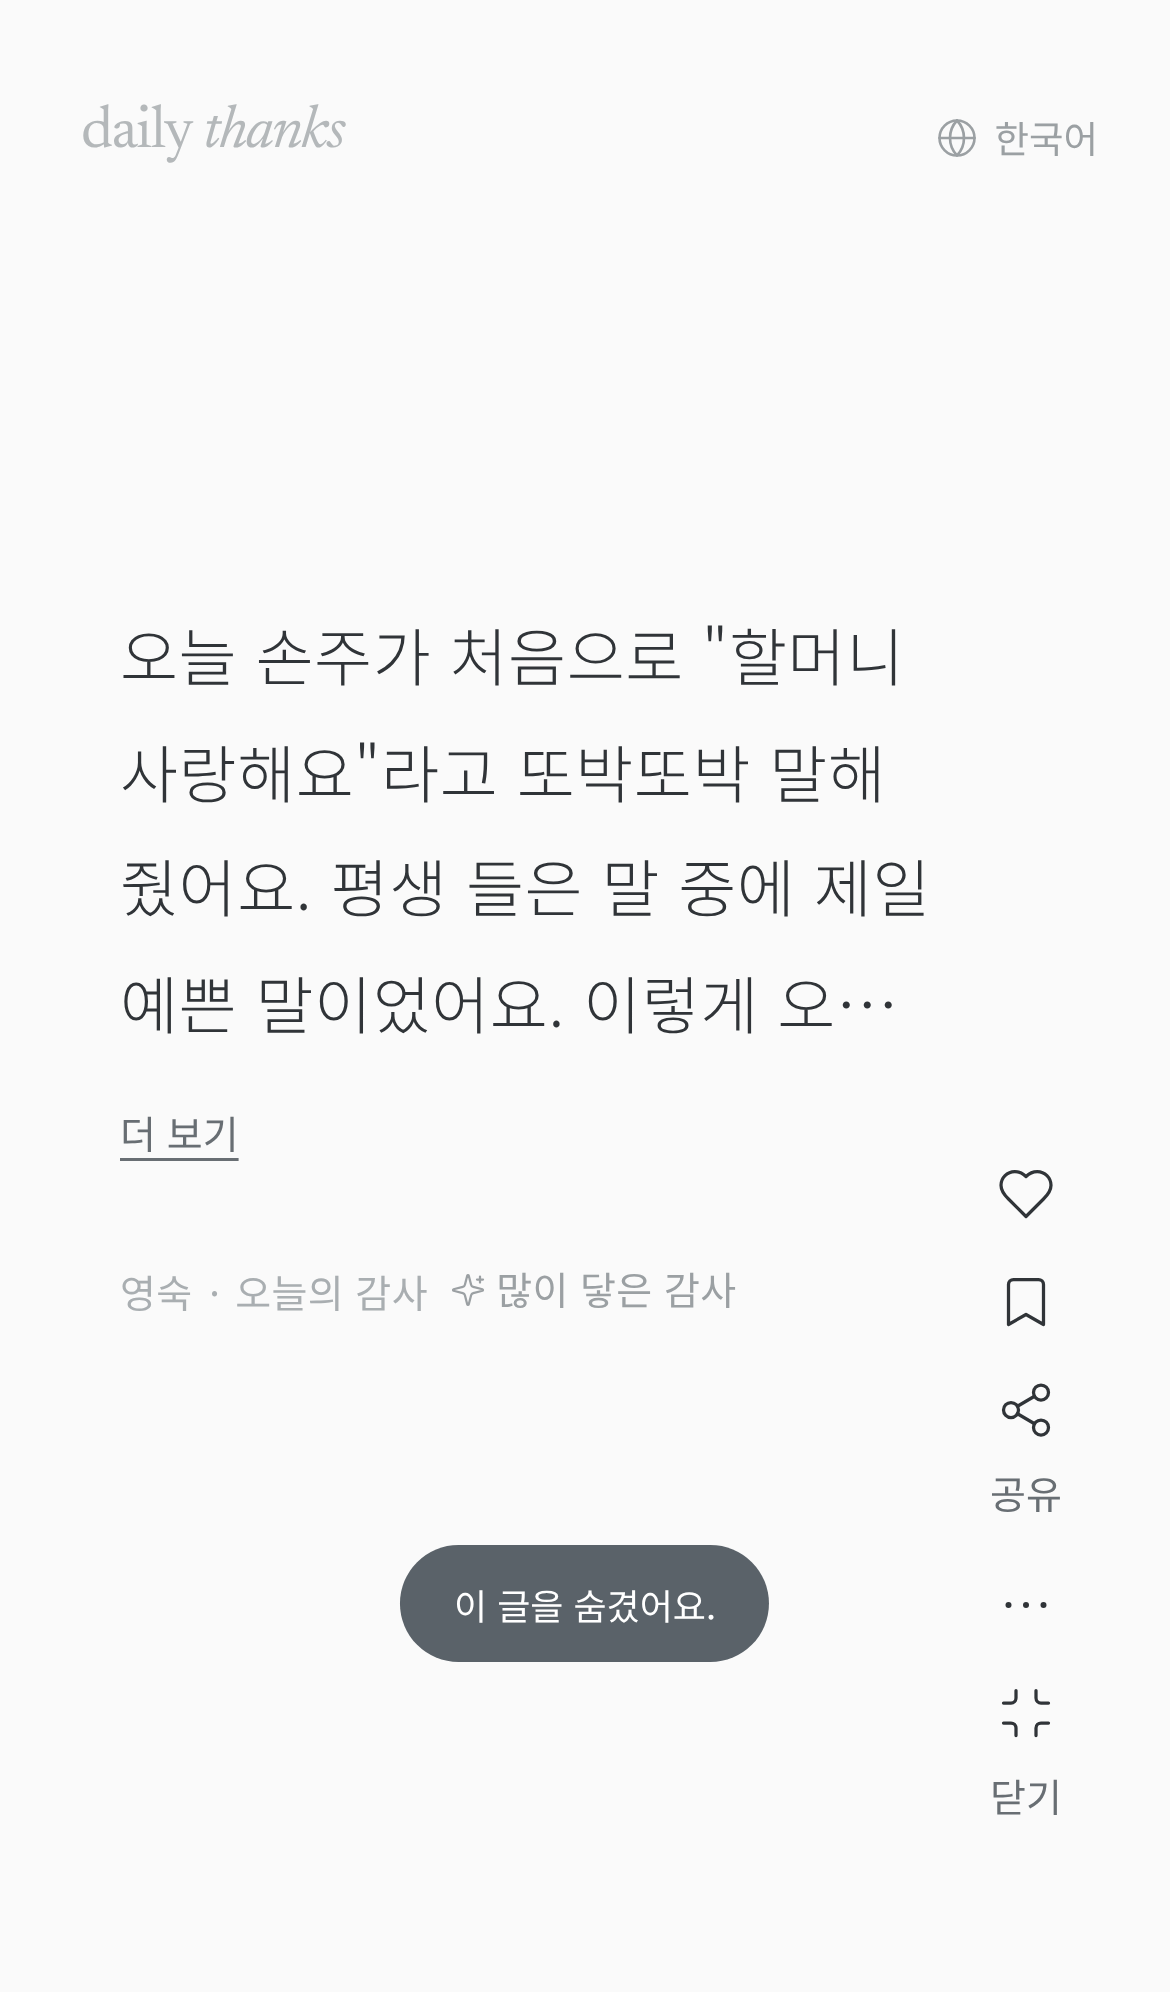 daily thanks
한국어
오늘 손주가 처음으로 "할머니
사랑해요"라고 또박또박 말해
줬어요. 평생 들은 말 중에 제일
예쁜 말이었어요. 이렇게 오…
더 보기
영숙 · 오늘의 감사 많이 닿은 감사
공유
이 글을 숨겼어요.
닫기